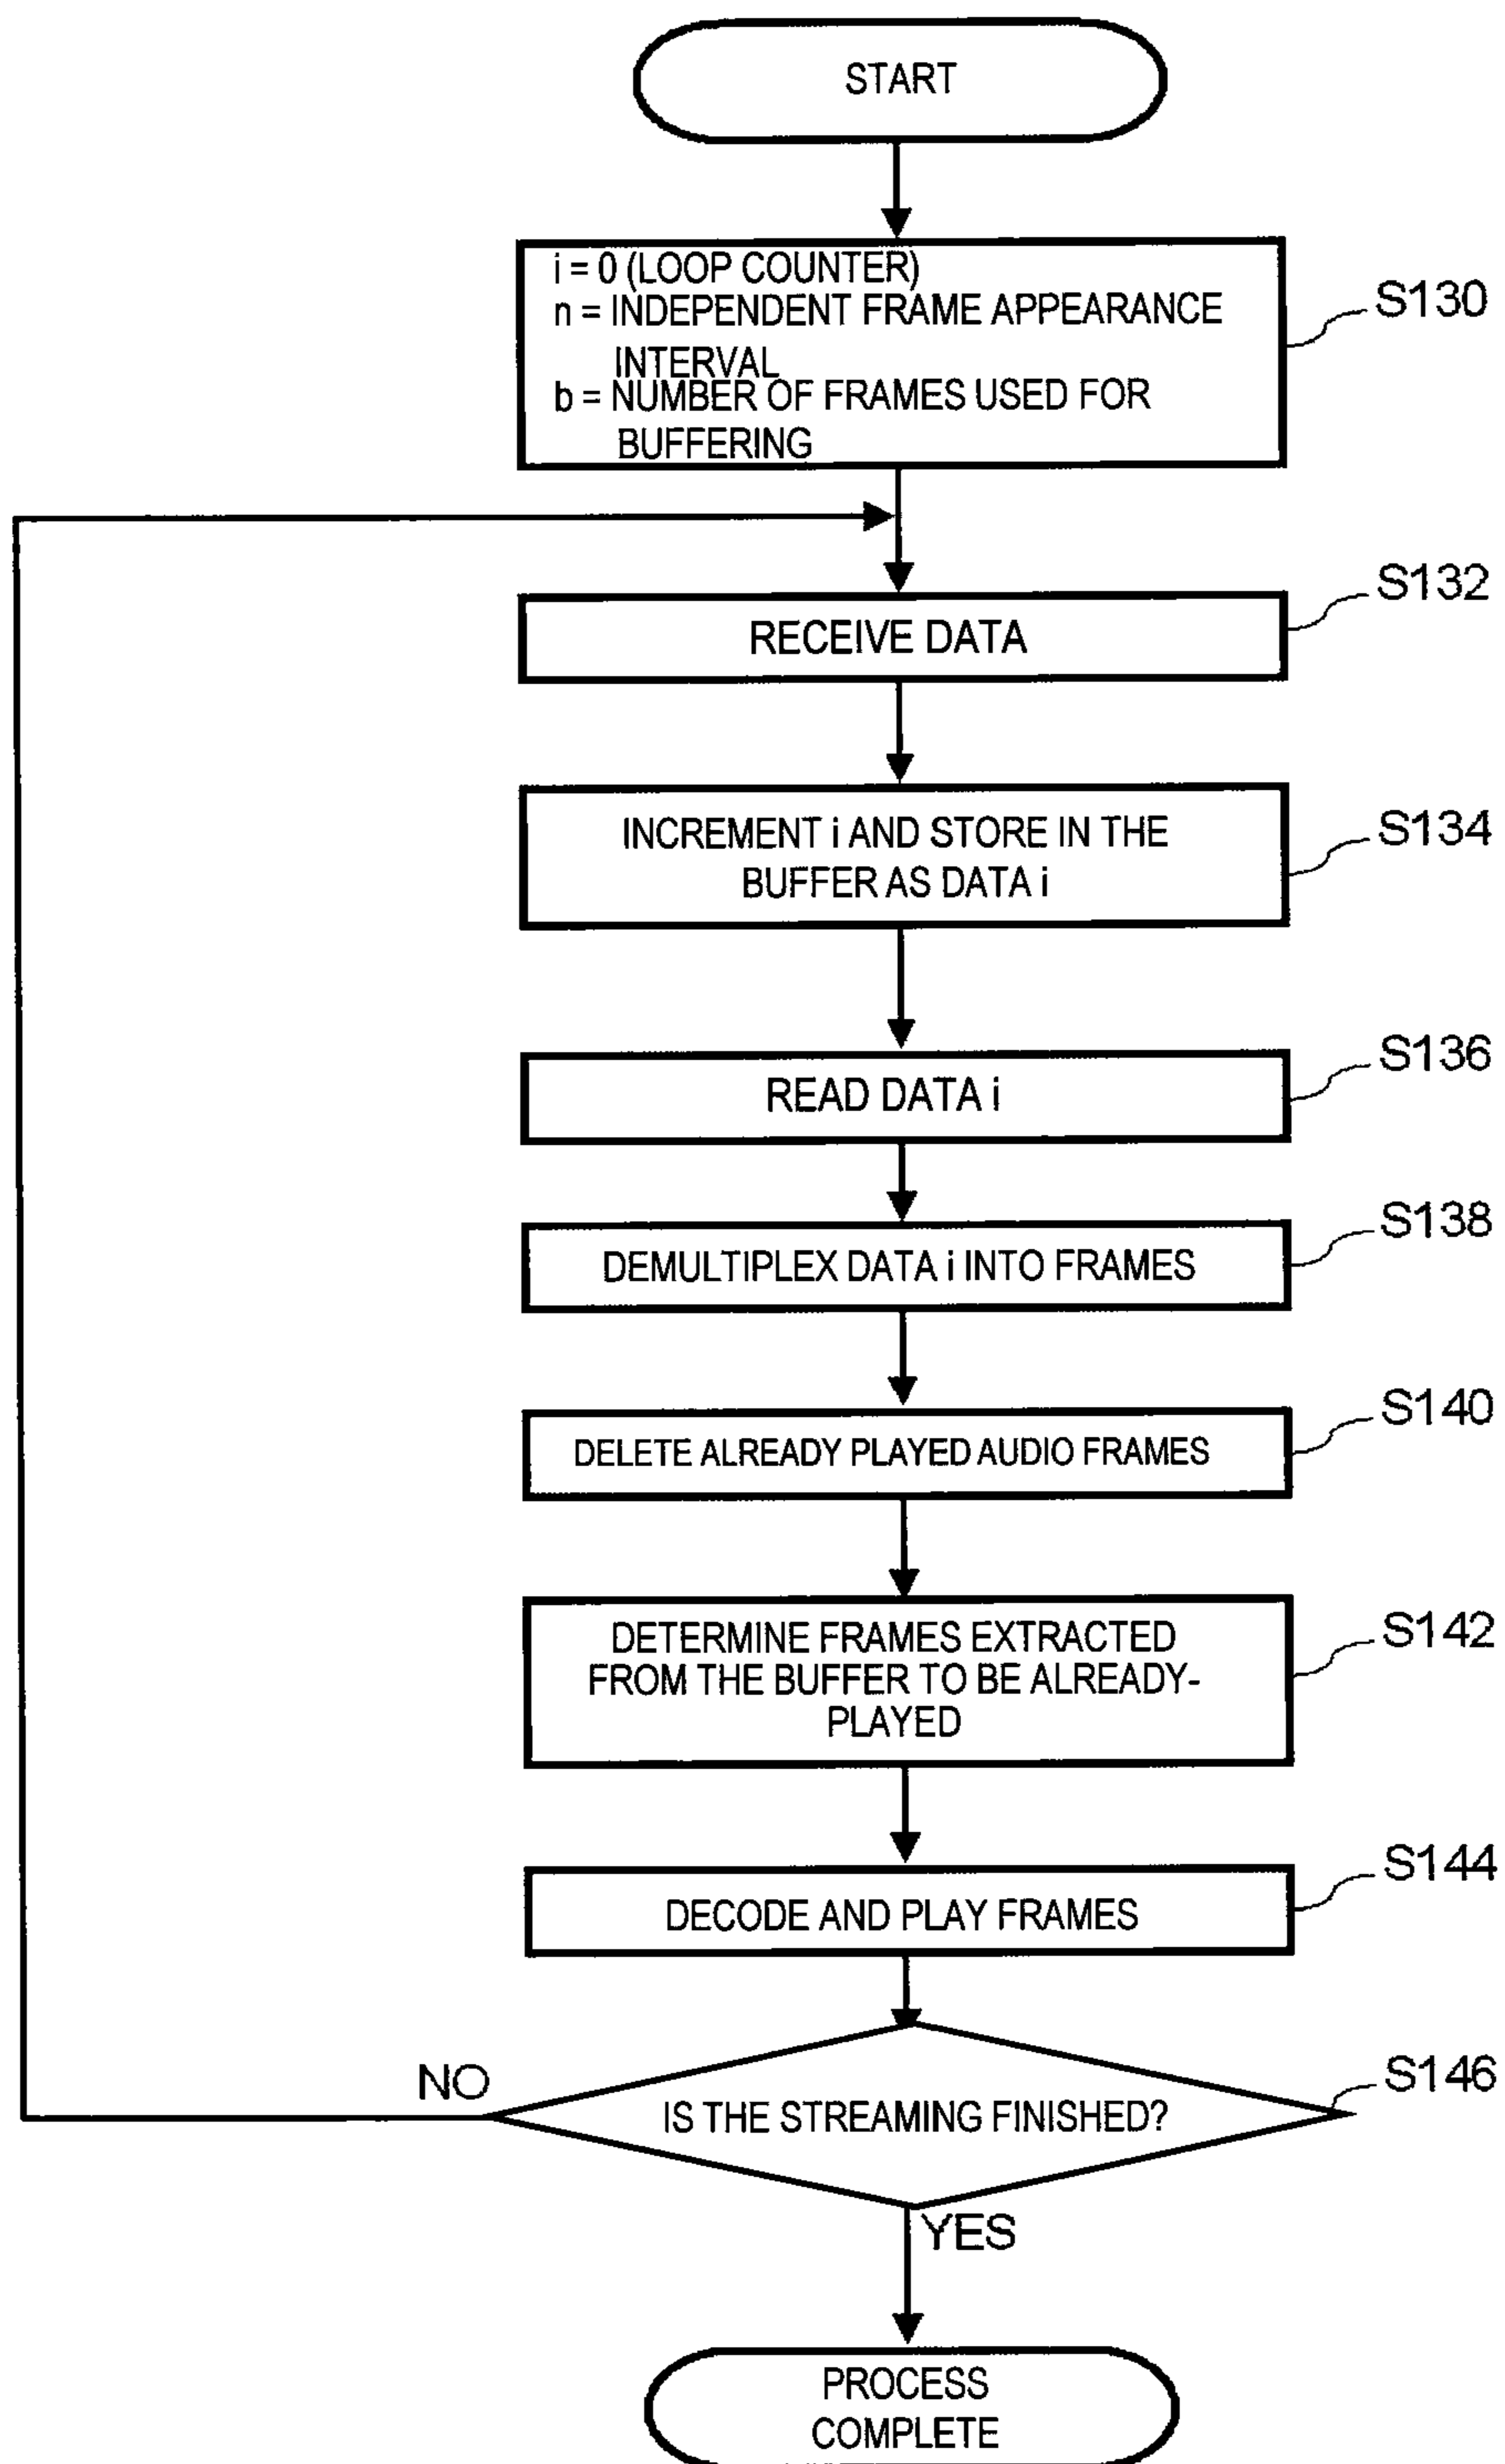 START
i = 0 (LOOP COUNTER)
n = INDEPENDENT FRAME APPEARANCE
INTERVAL
b = NUMBER OF FRAMES USED FOR
BUFFERING
S130
RECEIVE DATA
S132
INCREMENT i AND STORE IN THE
BUFFER AS DATA i
S134
READ DATA i
S136
DEMULTIPLEX DATA i INTO FRAMES
S138
DELETE ALREADY PLAYED AUDIO FRAMES
S140
DETERMINE FRAMES EXTRACTED
FROM THE BUFFER TO BE ALREADY-
PLAYED
S142
DECODE AND PLAY FRAMES
S144
NO
IS THE STREAMING FINISHED?
S146
YES
PROCESS
COMPLETE